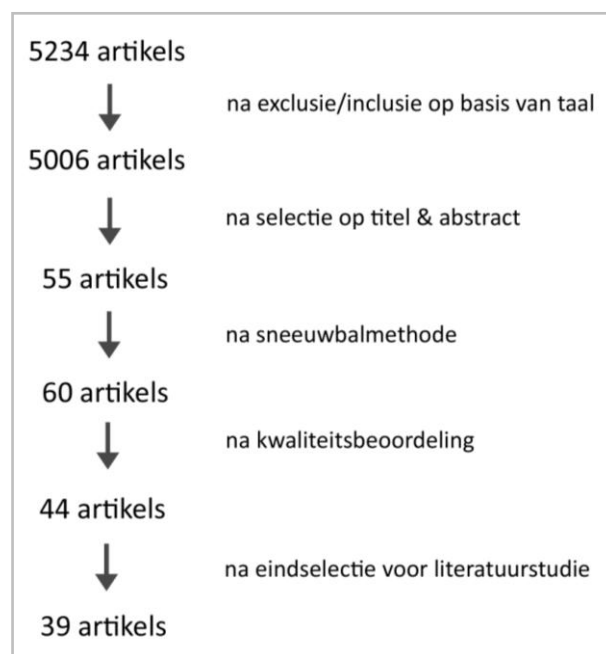 5234 artikels
na exclusie/inclusie op basis van taal
5006 artikels
na selectie op titel & abstract
55 artikels
na sneeuwbalmethode
60 artikels
na kwaliteitsbeoordeling
44 artikels
na eindselectie voor literatuurstudie
39 artikels